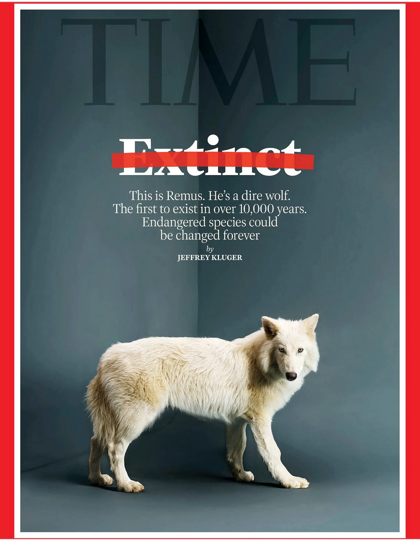 TIME
Extinct
This is Remus. He's a dire wolf.
The first to exist in over 10,000 years.
Endangered species could
be changed forever
by
JEFFREY KLUGER